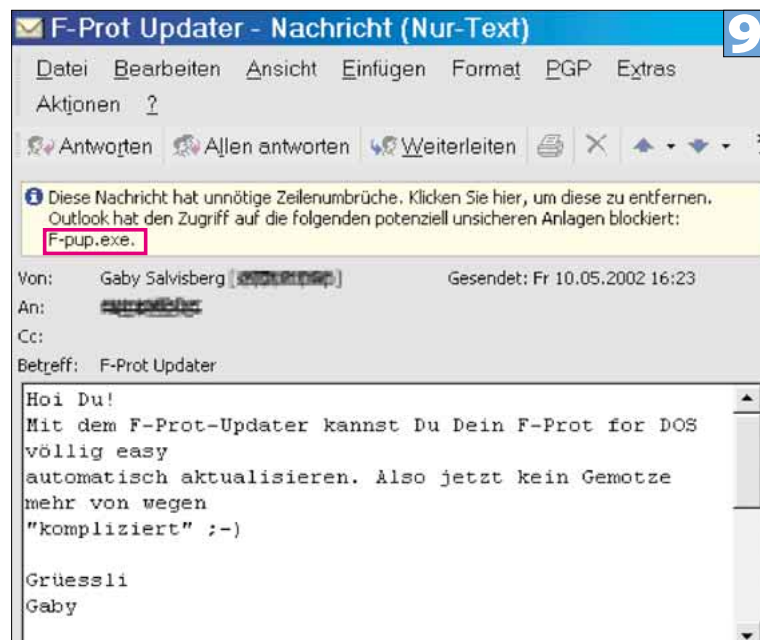 F-Prot Updater - Nachricht (Nur-Text)
9
Datei Bearbeiten Ansicht Einfügen Format PGP Extras
Aktionen ?
Antworten Allen antworten Weiterleiten
Diese Nachricht hat unnötige Zeilenumbrüche. Klicken Sie hier, um diese zu entfernen.
Outlook hat den Zugriff auf die folgenden potenziell unsicheren Anlagen blockiert:
F-pup.exe.
Von: Gaby Salvisberg [ ] Gesendet: Fr 10.05.2002 16:23
An:
Cc:
Betreff: F-Prot Updater
Hoi Du!
Mit dem F-Prot-Updater kannst Du Dein F-Prot for DOS
völlig easy
automatisch aktualisieren. Also jetzt kein Gemotze
mehr von wegen
"kompliziert" ;-)
Grüessli
Gaby